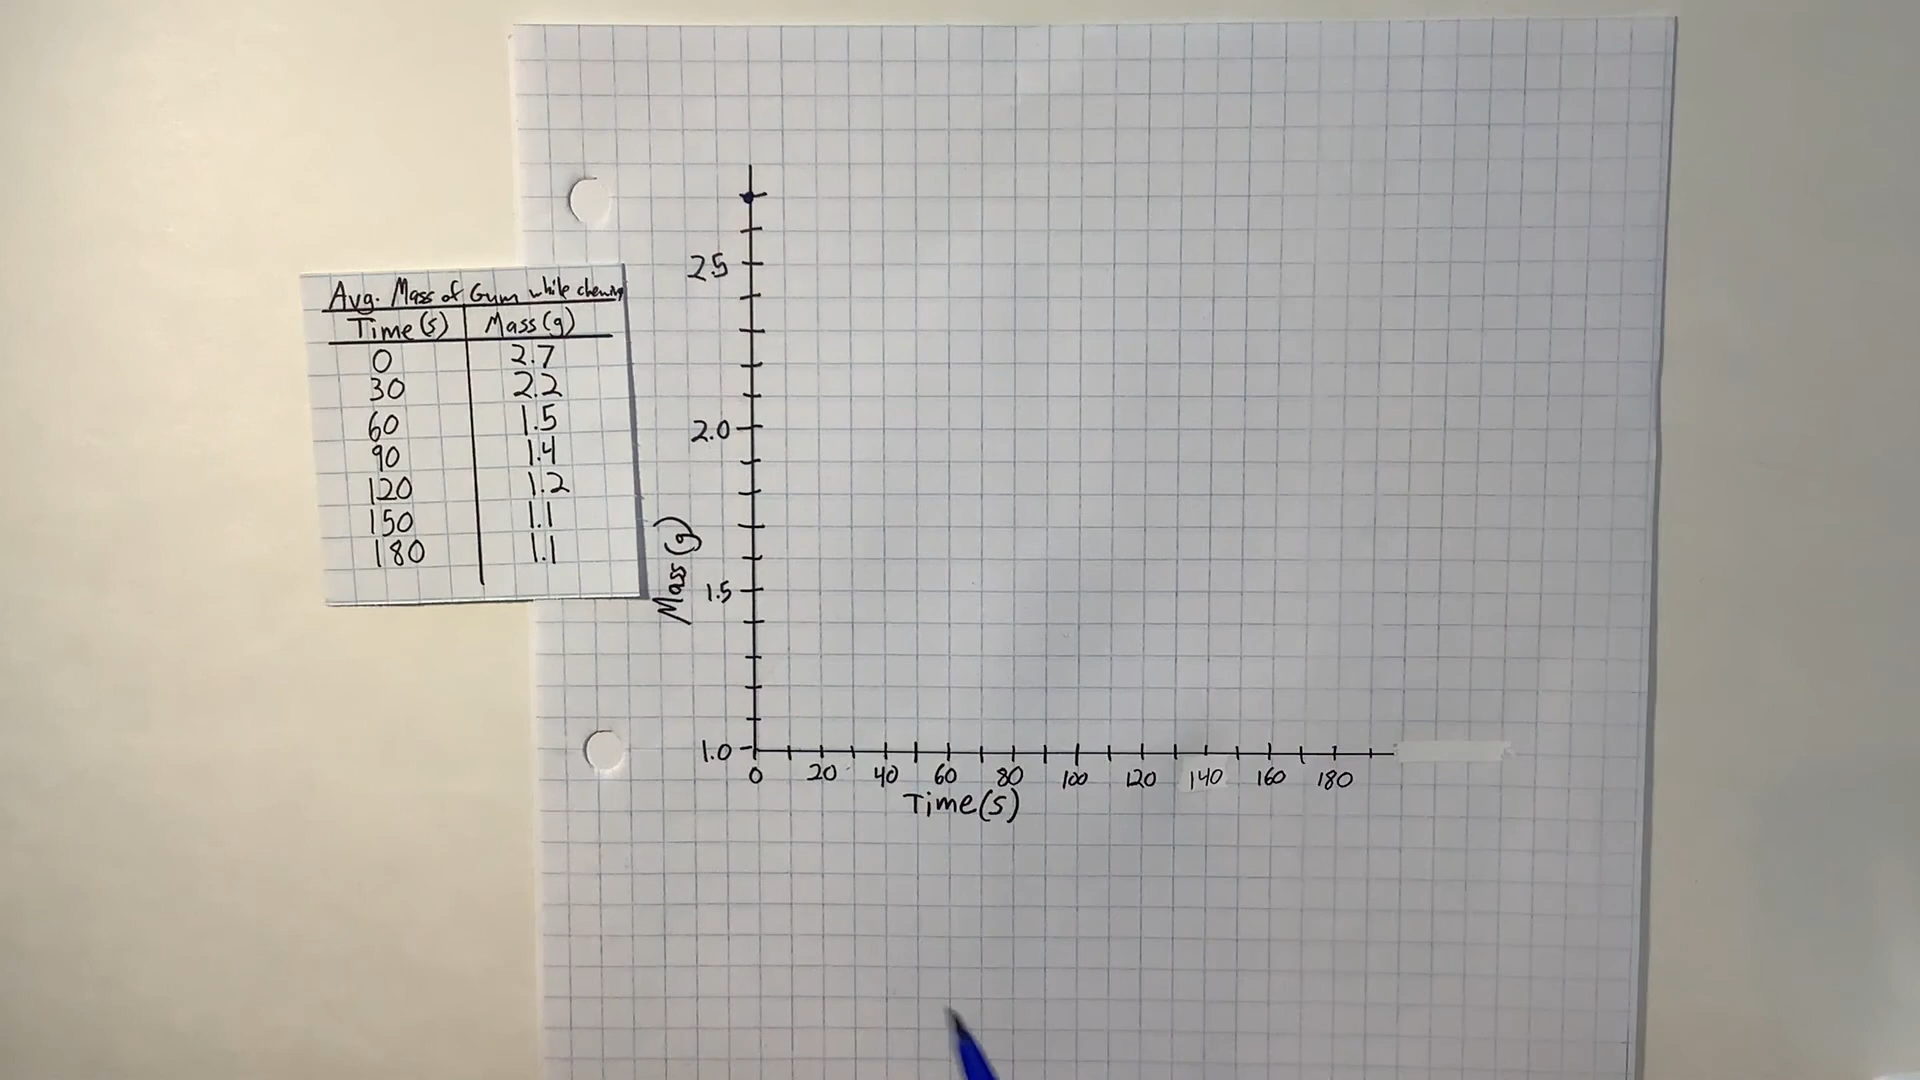 Avg. Mass of Gum while chewing
Time (s) Mass (g)
0 2.7
30 2.2
60 1.5
90 1.4
120 1.2
150 1.1
180 1.1
2.5
2.0
1.5
1.0
Mass (g)
0 20 40 60 80 100 120 140 160 180
Time (s)